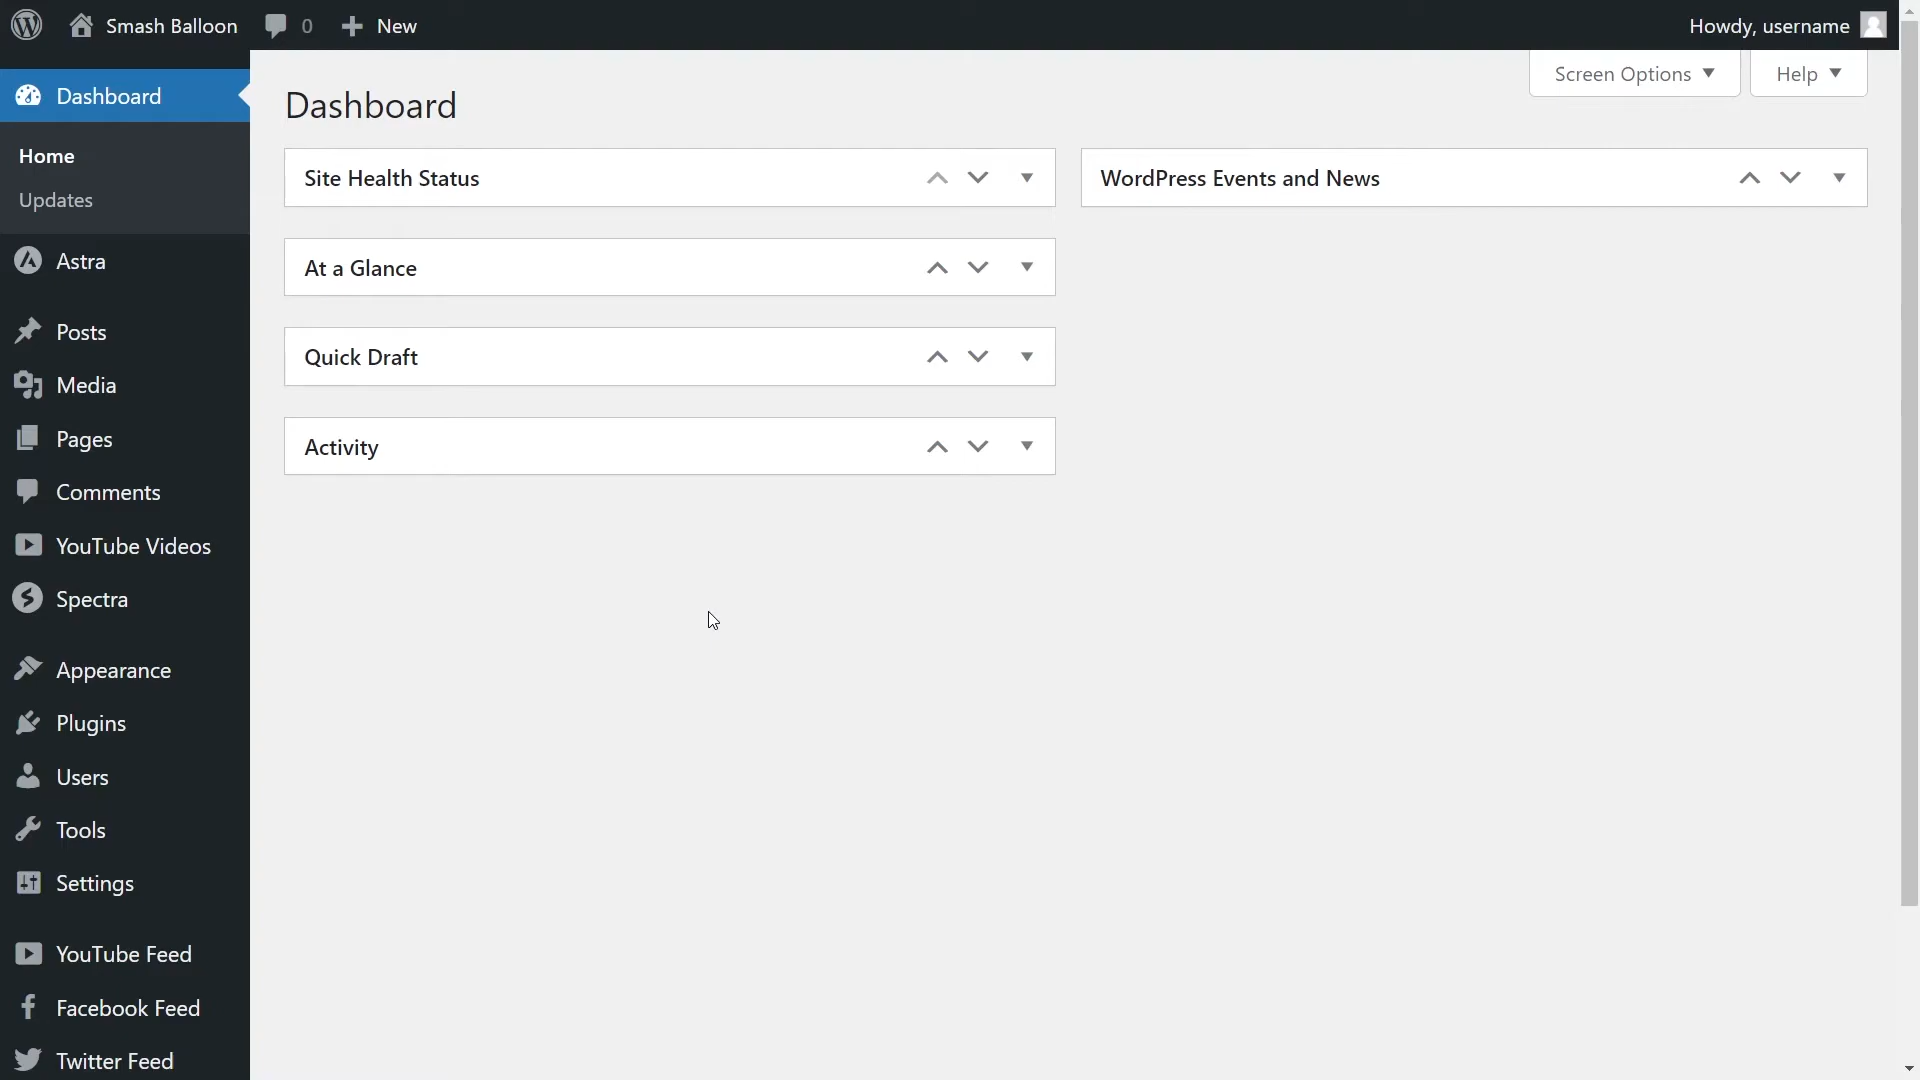 Smash Balloon
0
New
Howdy, username
Dashboard
Home
Updates
Astra
Posts
Media
Pages
Comments
YouTube Videos
Spectra
Appearance
Plugins
Users
Tools
Settings
YouTube Feed
Facebook Feed
Twitter Feed
Screen Options
Help
Dashboard
Site Health Status
At a Glance
Quick Draft
Activity
WordPress Events and News